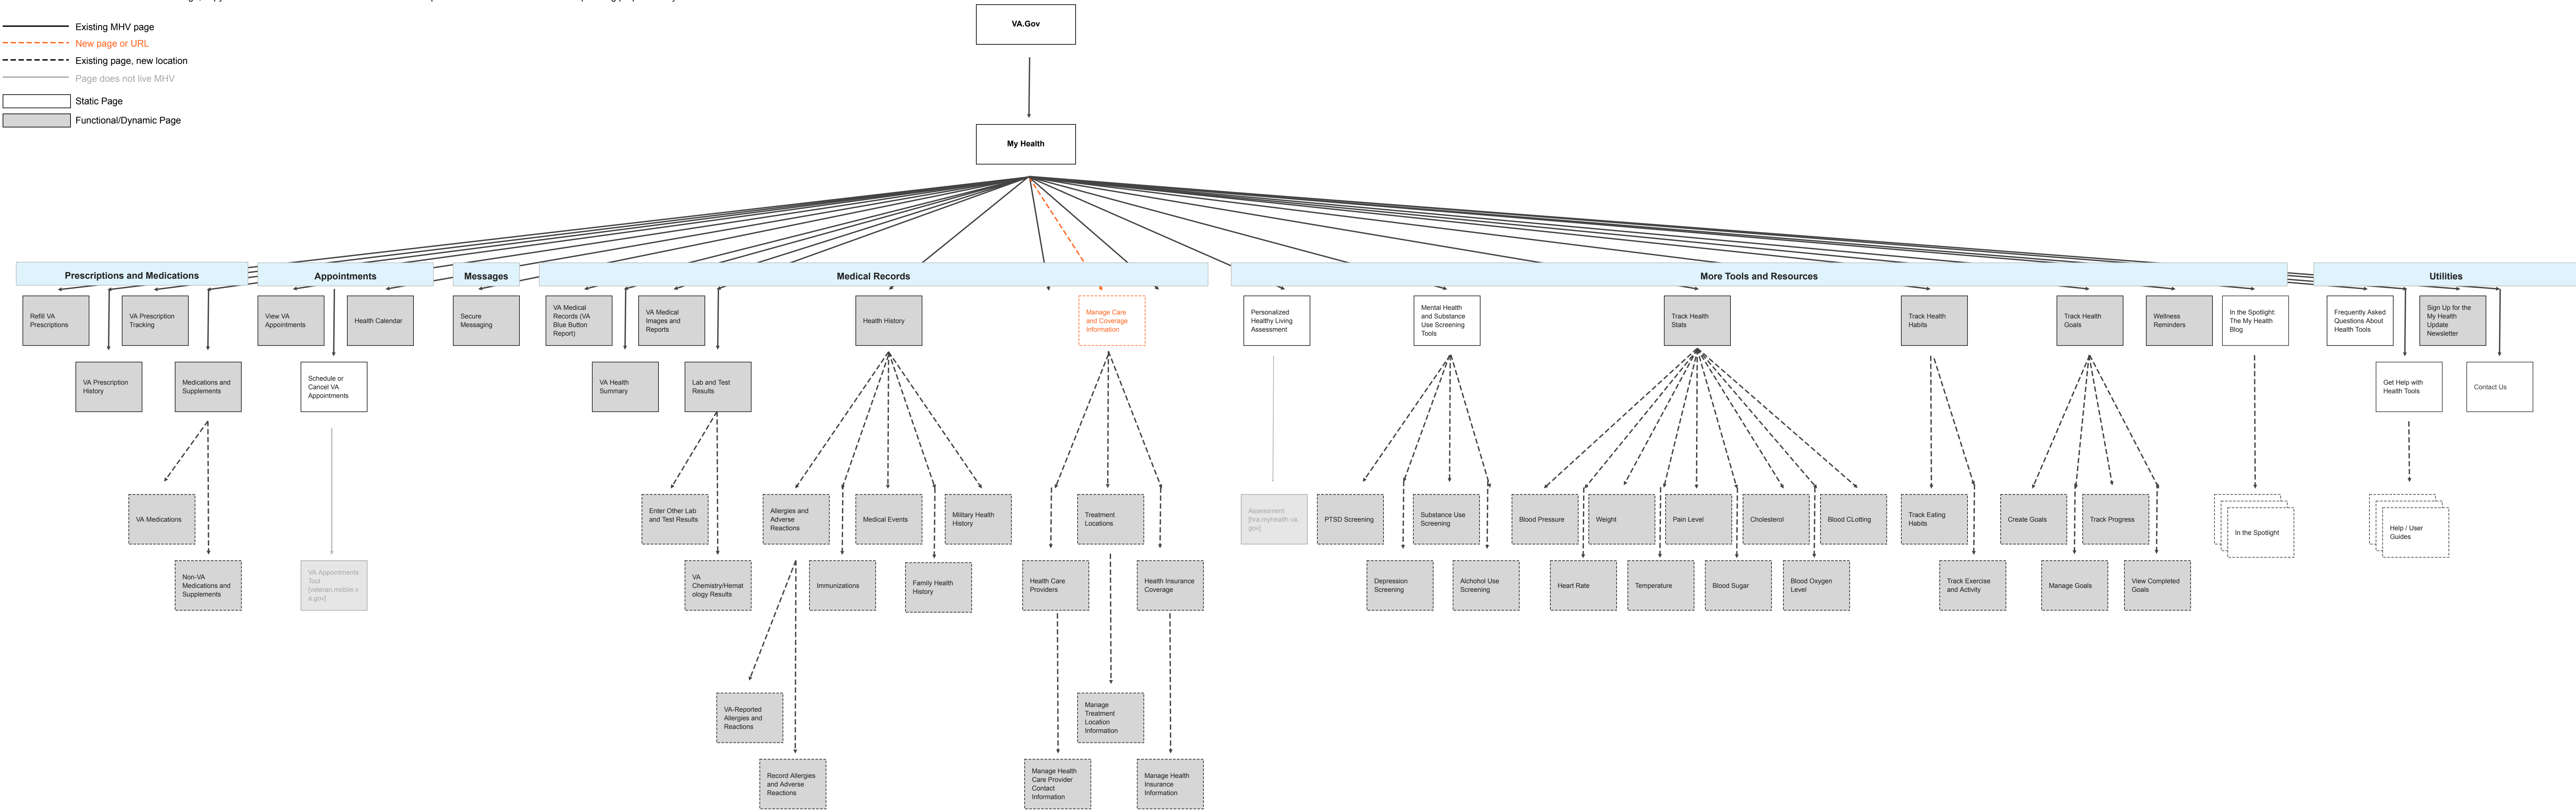 VA.Gov
Existing MHV page
New page or URL
Existing page, new location
Page does not live MHV
Static Page
Functional/Dynamic Page
My Health
Prescriptions and Medications
Appointments
Messages
Medical Records
More Tools and Resources
Utilities
Refill VA
Prescriptions
VA Prescription
Tracking
View VA
Appointments
Health Calendar
Secure
Messaging
VA Medical
Records (VA
Blue Button
Report)
VA Medical
Images and
Reports
Health History
Manage Care
and Coverage
Information
Personalized
Healthy Living
Assessment
Mental Health
and Substance
Use Screening
Tools
Track Health
Stats
Track Health
Habits
Track Health
Goals
Wellness
Reminders
In the Spotlight:
The My Health
Blog
Frequently Asked
Questions About
Health Tools
Sign Up for the
My Health
Update
Newsletter
VA Prescription
History
Medications and
Supplements
Schedule or
Cancel VA
Appointments
VA Health
Summary
Lab and Test
Results
Get Help with
Health Tools
Contact Us
VA Medications
Enter Other Lab
and Test Results
Allergies and
Adverse
Reactions
Medical Events
Military Health
History
Treatment
Locations
Assessment
[hra.myhealth.va.
gov]
PTSD Screening
Substance Use
Screening
Blood Pressure
Weight
Pain Level
Cholesterol
Blood CLotting
Track Eating
Habits
Create Goals
Track Progress
In the Spotlight
Help / User
Guides
Non-VA
Medications and
Supplements
VA Appointments
Tool
[veteran.mobile.v
a.gov]
VA
Chemistry/Hemat
ology Results
Immunizations
Family Health
History
Health Care
Providers
Health Insurance
Coverage
Depression
Screening
Alchohol Use
Screening
Heart Rate
Temperature
Blood Sugar
Blood Oxygen
Level
Track Exercise
and Activity
Manage Goals
View Completed
Goals
VA-Reported
Allergies and
Reactions
Manage
Treatment
Location
Information
Record Allergies
and Adverse
Reactions
Manage Health
Care Provider
Contact
Information
Manage Health
Insurance
Information